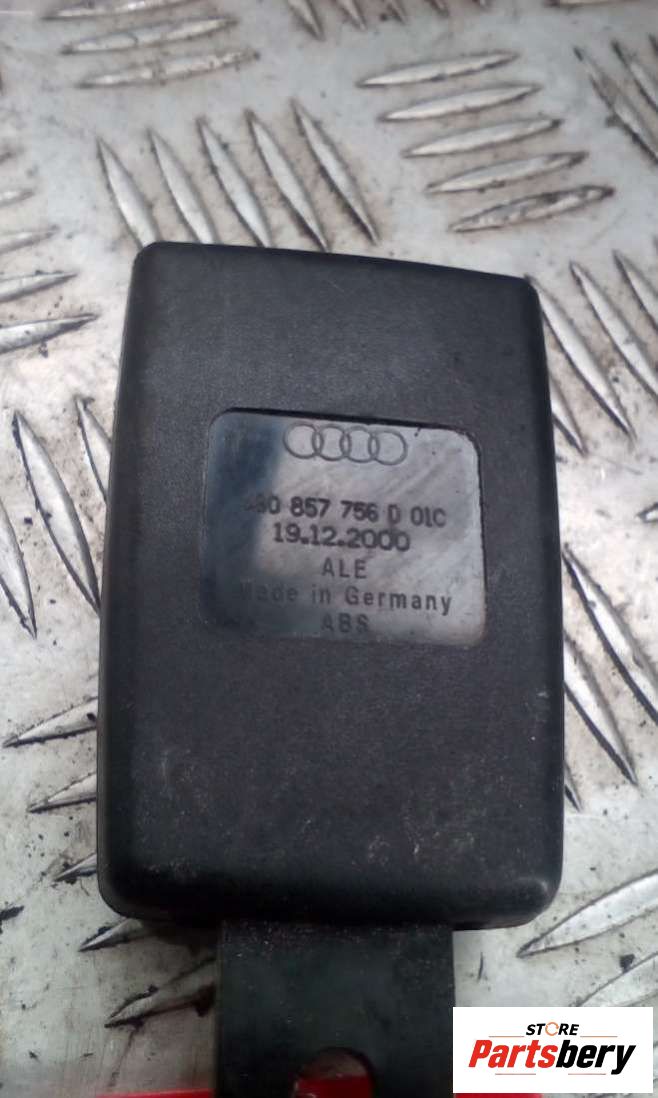 857 756 D 01C
19.12.2000
ALE
Made in Germany
ABS
STORE
Partsbery